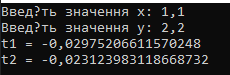 Введ?ть значення x: 1,1
Введ?ть значення y: 2,2
t1 = -0,02975206611570248
t2 = -0,023123983118668732